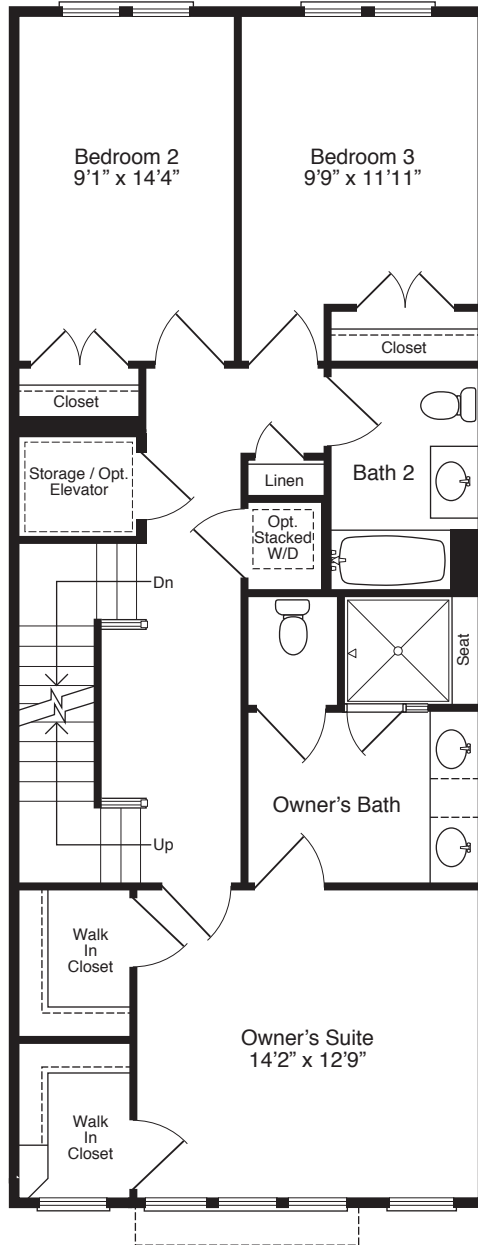 Bedroom 2
9’1” x 14’4”
Bedroom 3
9’9” x 11’11”
Closet
Closet
Storage / Opt.
Elevator
Linen
Bath 2
Opt.
Stacked
W/D
Dn
Seat
Owner’s Bath
Up
Walk
In
Closet
Owner’s Suite
14’2” x 12’9”
Walk
In
Closet